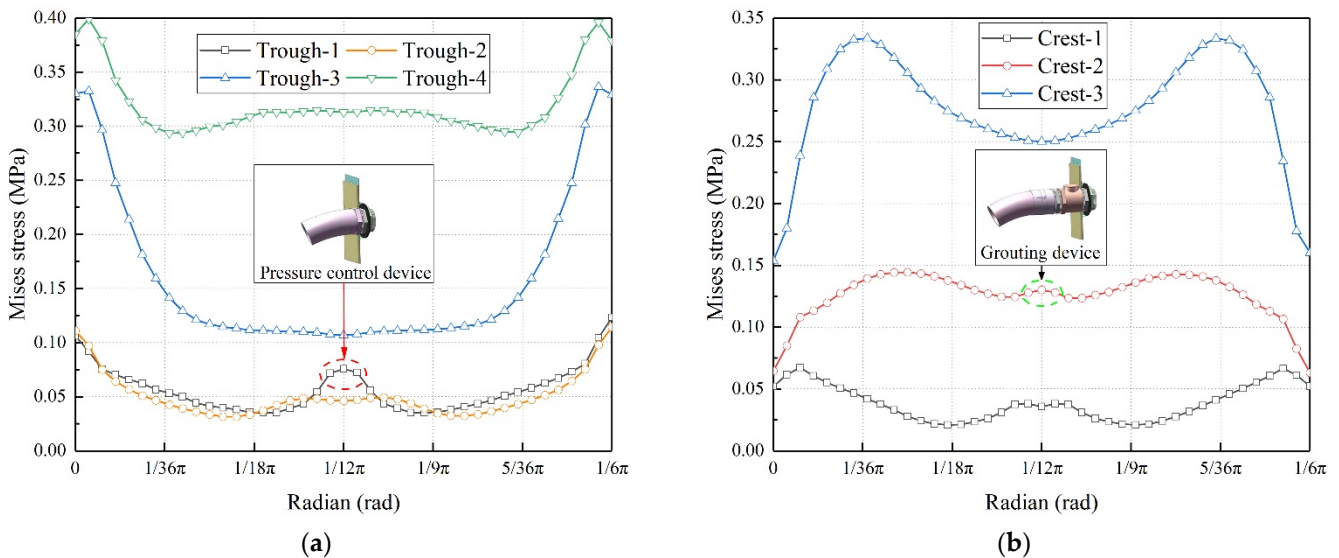 0.40
0.35
0.30
0.25
0.20
0.15
0.10
0.05
0.00
Mises stress (MPa)
Trough-1
Trough-2
Trough-3
Trough-4
Pressure control device
0
1/36π
1/18π
1/12π
1/9π
5/36π
1/6π
Radian (rad)
(a)
0.35
0.30
0.25
0.20
0.15
0.10
0.05
0.00
Mises stress (MPa)
Crest-1
Crest-2
Crest-3
Grouting device
0
1/36π
1/18π
1/12π
1/9π
5/36π
1/6π
Radian (rad)
(b)